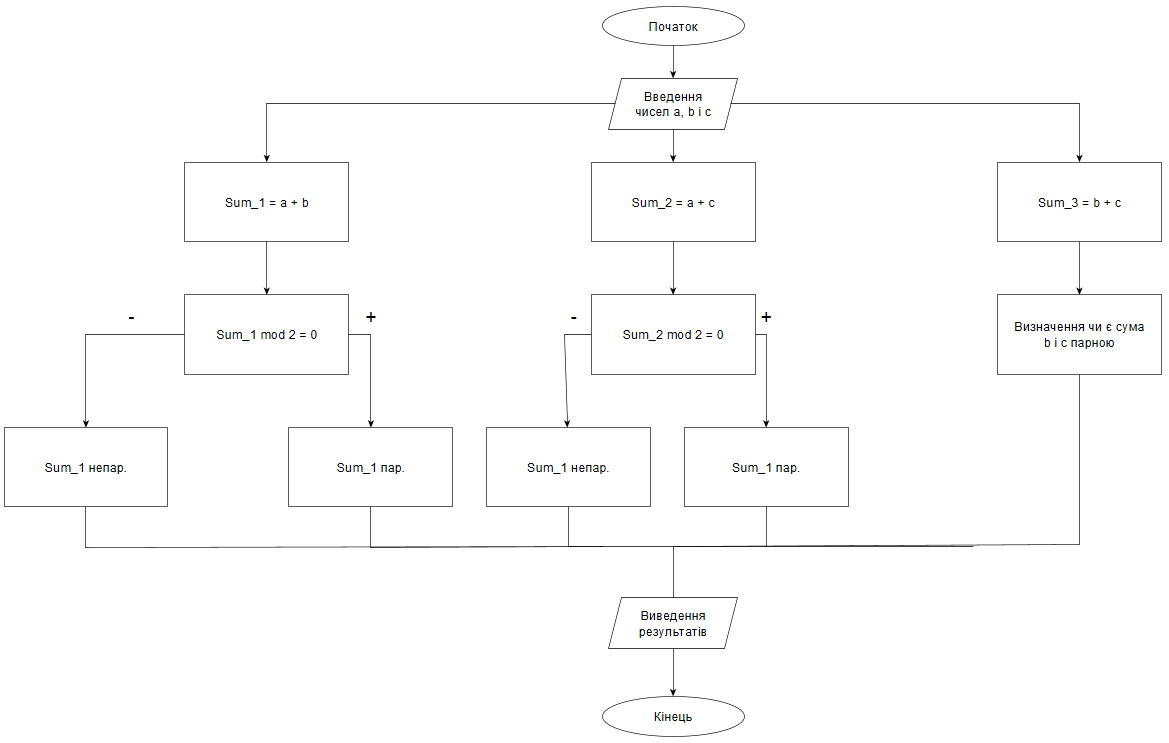 Початок
Введення
чисел a, b і c
Sum_1 = a + b
Sum_2 = a + c
Sum_3 = b + c
-
+
-
+
Sum_1 mod 2 = 0
Sum_2 mod 2 = 0
Визначення чи є сума
b і c парною
Sum_1 непар.
Sum_1 пар.
Sum_1 непар.
Sum_1 пар.
Виведення
результатів
Кінець